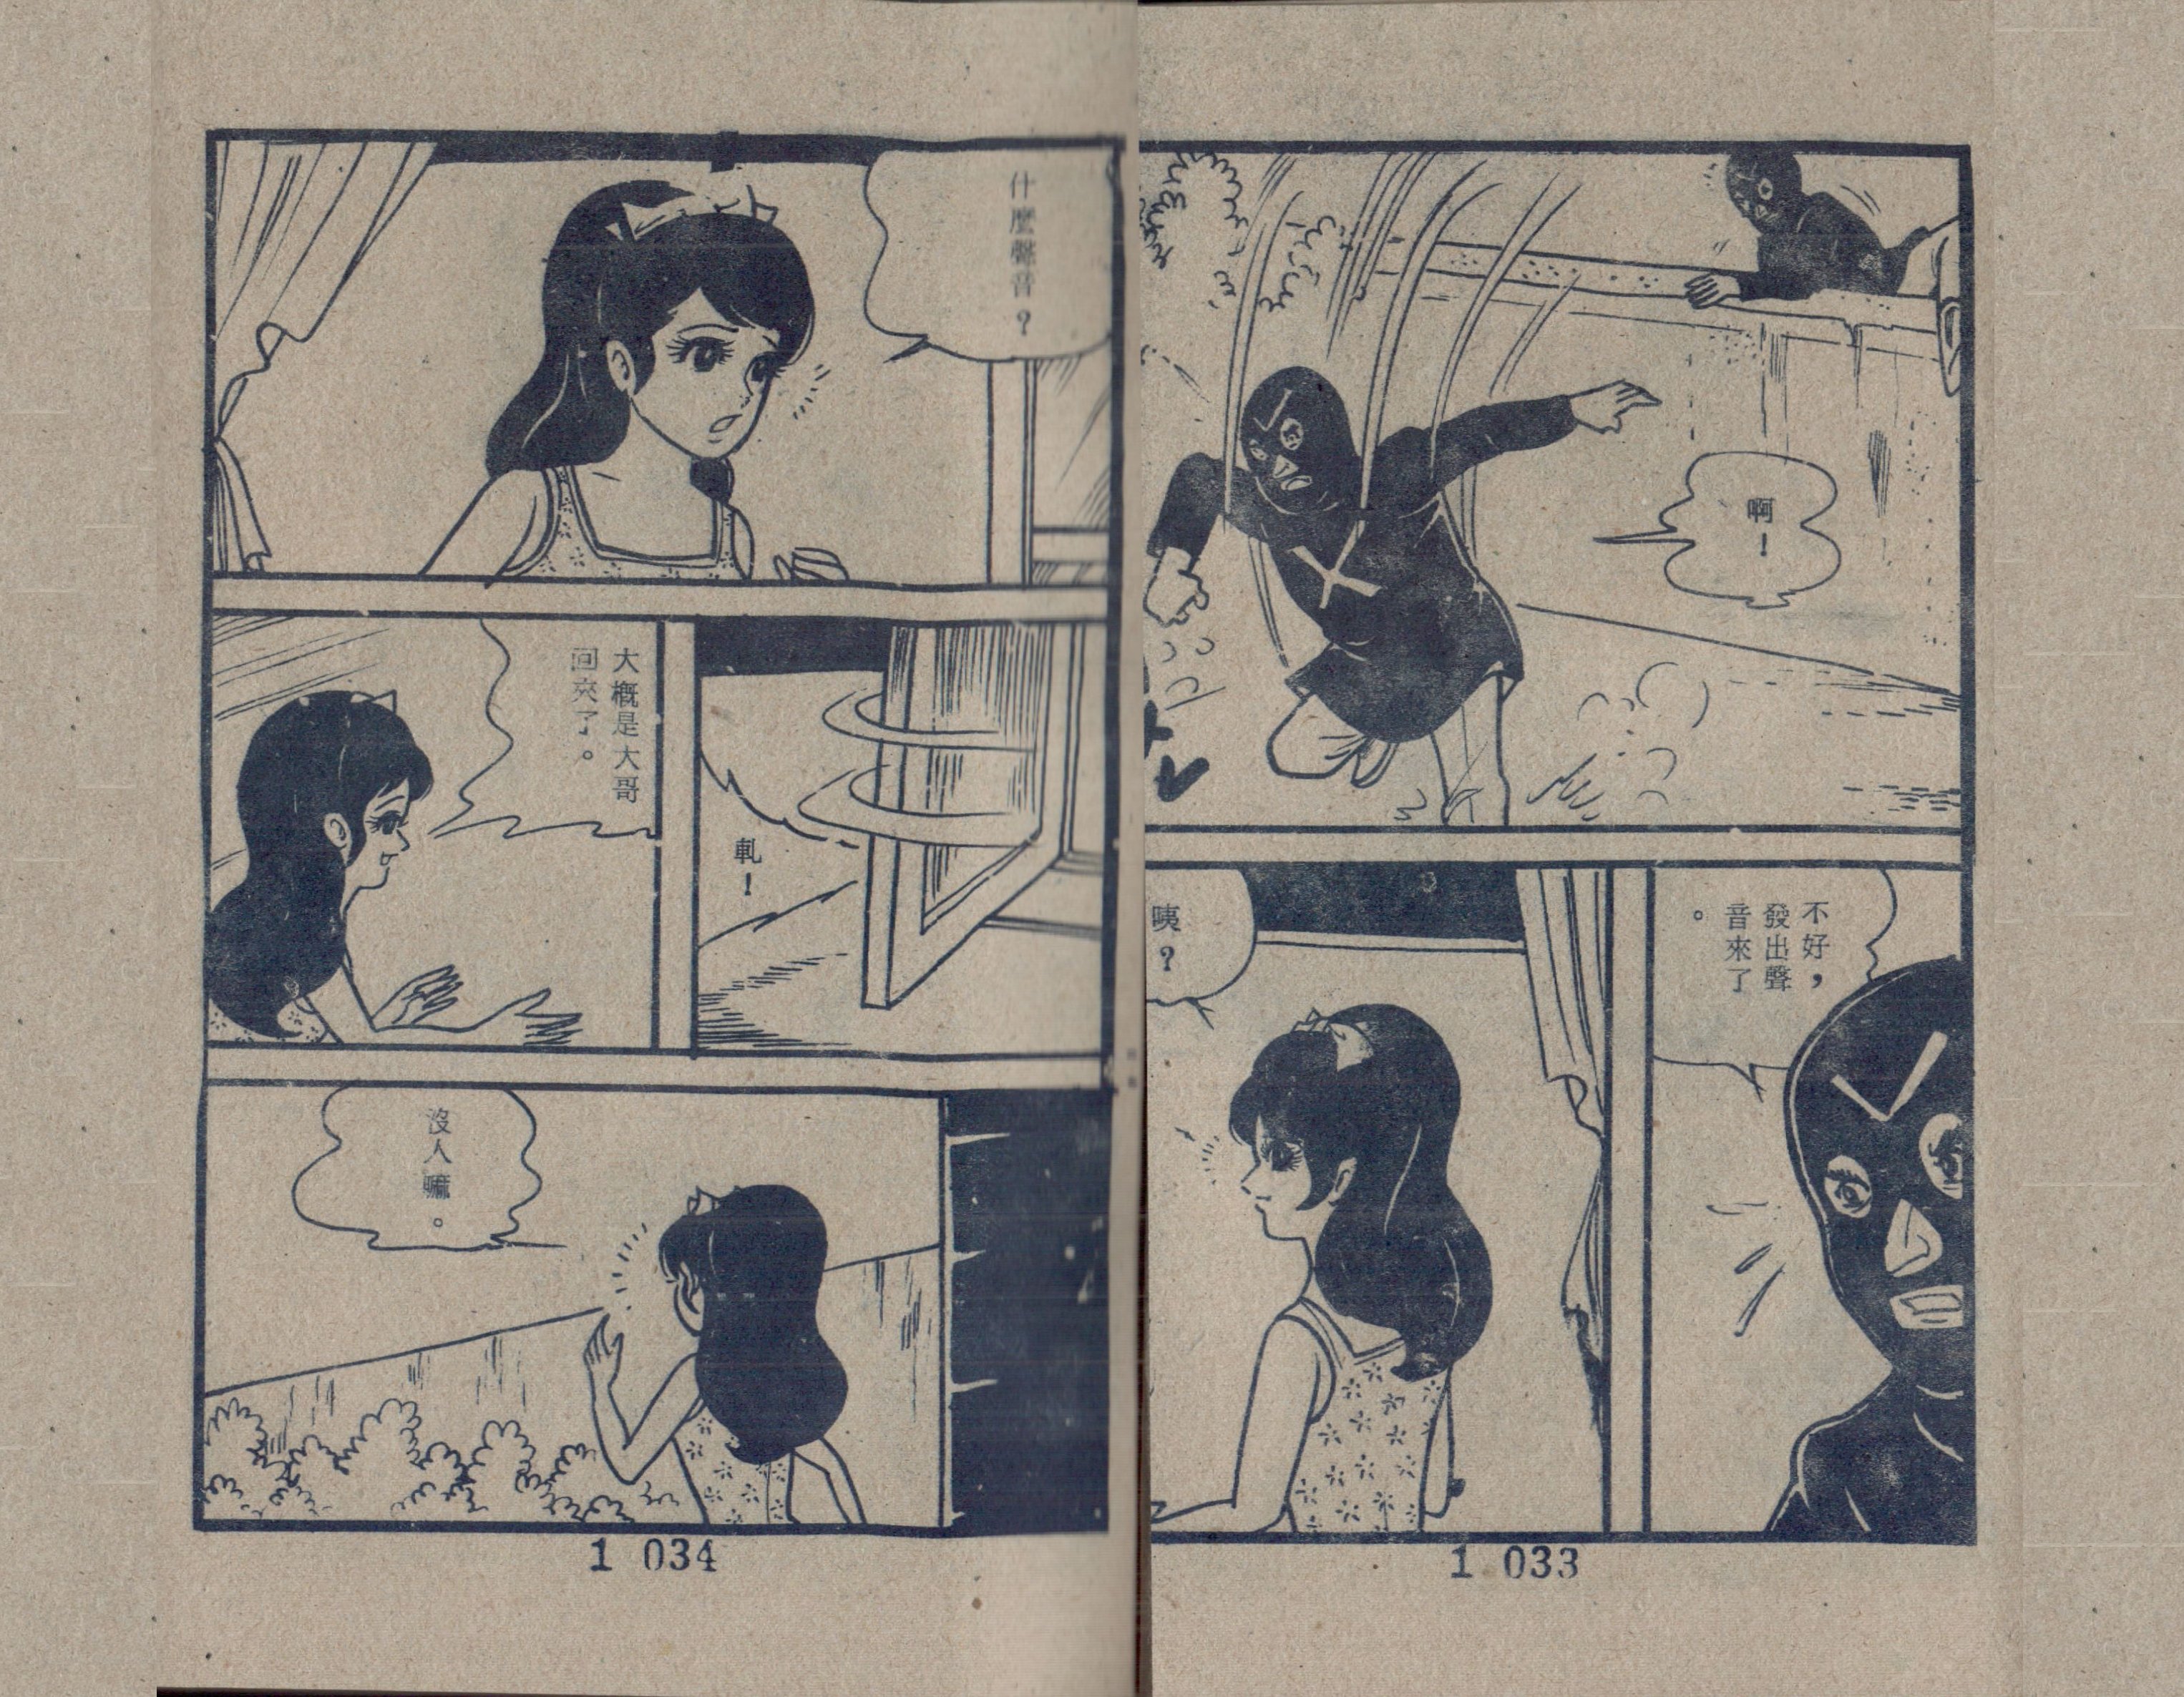 啊！
不好，
發出聲
音來了
。
咦？
1 033
什麼聲音？
軋！
大概是大哥
回夾了。
沒人嘛。
1 034